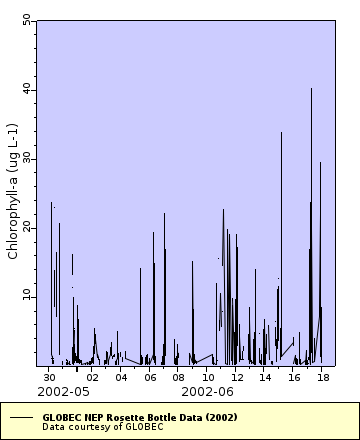 50
40
30
20
10
Chlorophyll-a (ug L-1)
30 02 04 06 08 10 12 14 16 18
2002-05 2002-06
GLOBEC NEP Rosette Bottle Data (2002)
Data courtesy of GLOBEC